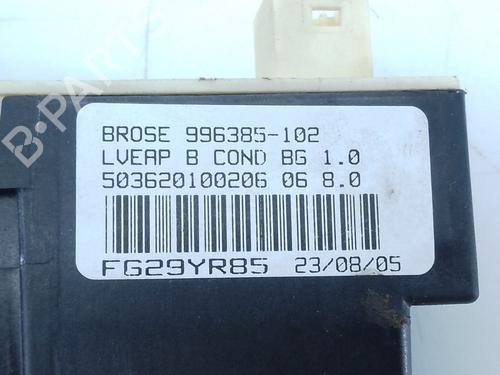 B-PARTS
BROSE 996385-102
LVEAP B COND BG 1.0
503620100206 06 8.0
FG29YR85 23/08/05